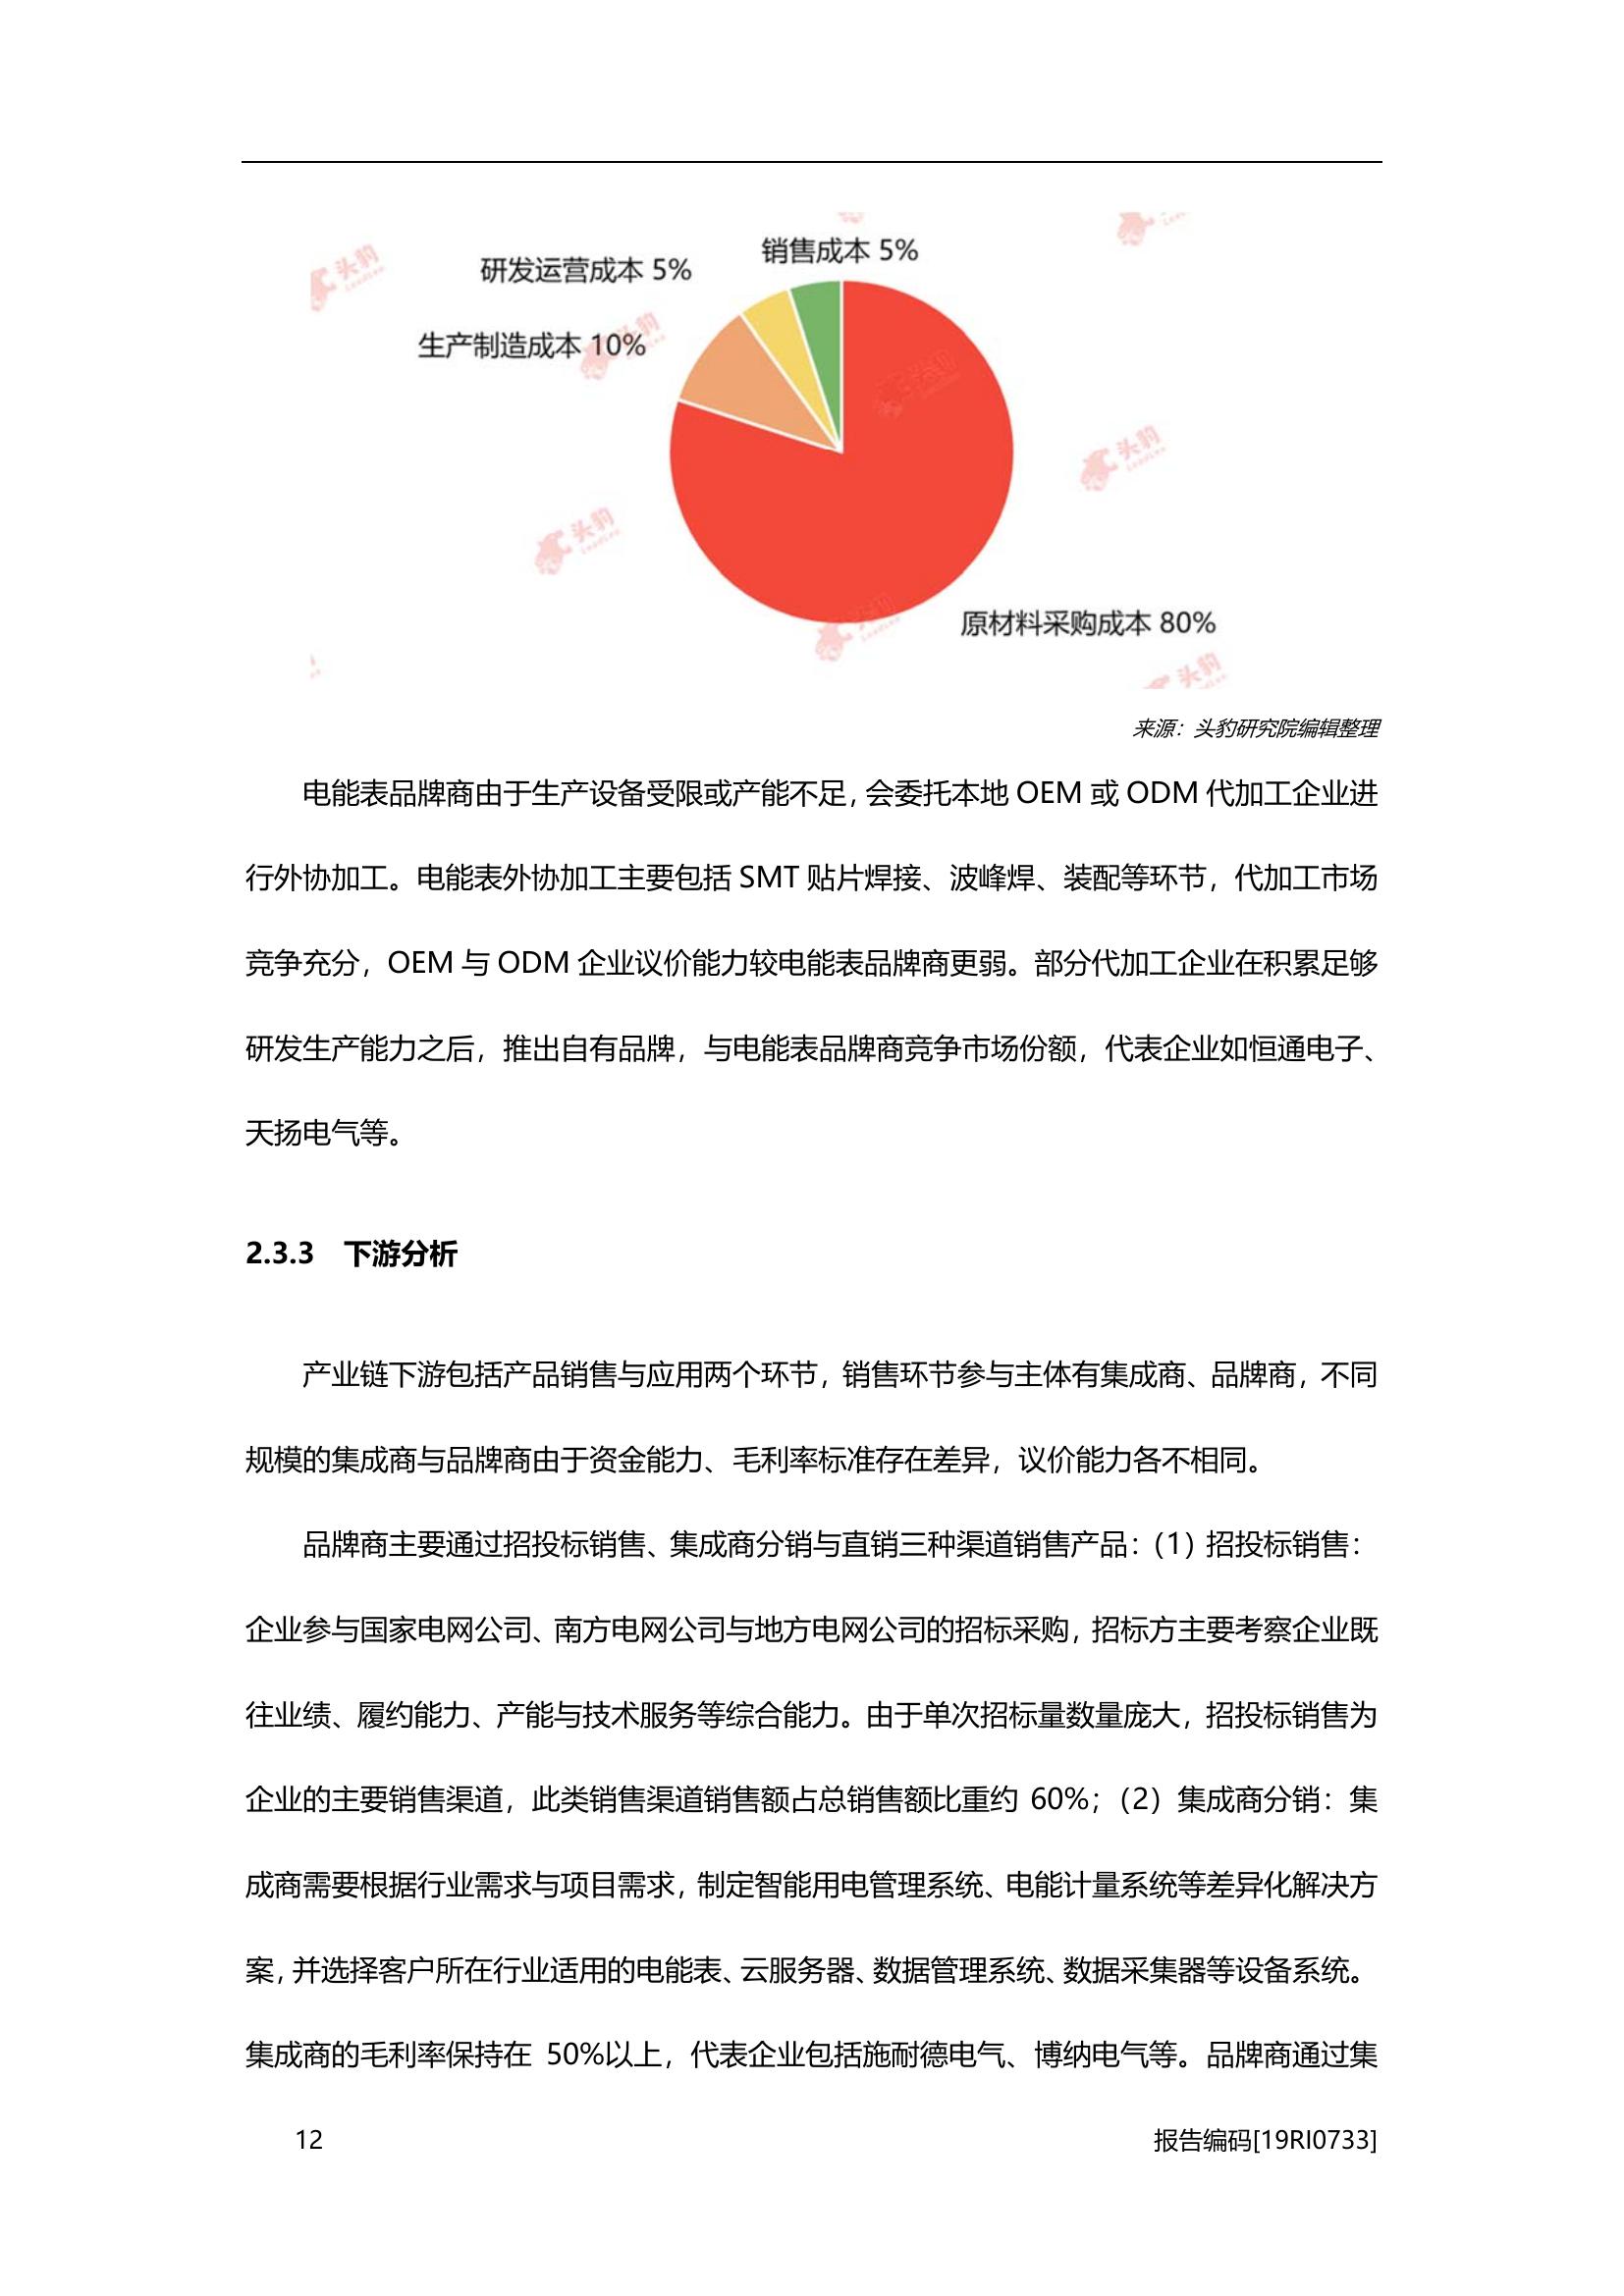 销售成本 5%
研发运营成本 5%
生产制造成本 10%
原材料采购成本 80%
头豹
LeadLeo
来源：头豹研究院编辑整理
电能表品牌商由于生产设备受限或产能不足，会委托本地 OEM 或 ODM 代加工企业进
行外协加工。电能表外协加工主要包括 SMT 贴片焊接、波峰焊、装配等环节，代加工市场
竞争充分，OEM 与 ODM 企业议价能力较电能表品牌商更弱。部分代加工企业在积累足够
研发生产能力之后，推出自有品牌，与电能表品牌商竞争市场份额，代表企业如恒通电子、
天扬电气等。
2.3.3 下游分析
产业链下游包括产品销售与应用两个环节，销售环节参与主体有集成商、品牌商，不同
规模的集成商与品牌商由于资金能力、毛利率标准存在差异，议价能力各不相同。
品牌商主要通过招投标销售、集成商分销与直销三种渠道销售产品：（1）招投标销售：
企业参与国家电网公司、南方电网公司与地方电网公司的招标采购，招标方主要考察企业既
往业绩、履约能力、产能与技术服务等综合能力。由于单次招标量数量庞大，招投标销售为
企业的主要销售渠道，此类销售渠道销售额占总销售额比重约 60%；（2）集成商分销：集
成商需要根据行业需求与项目需求，制定智能用电管理系统、电能计量系统等差异化解决方
案，并选择客户所在行业适用的电能表、云服务器、数据管理系统、数据采集器等设备系统。
集成商的毛利率保持在 50%以上，代表企业包括施耐德电气、博纳电气等。品牌商通过集
12
报告编码[19RI0733]